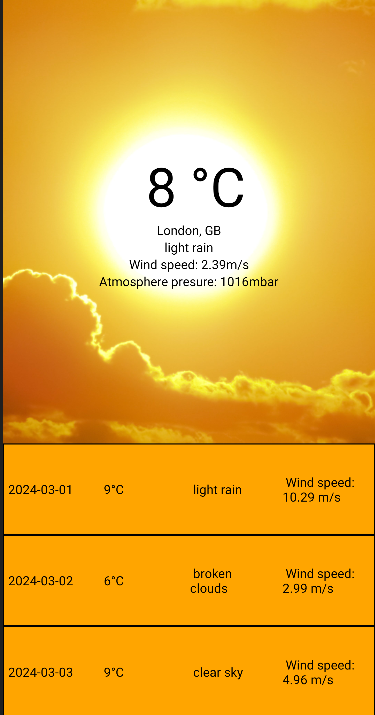 8 °C
London, GB
light rain
Wind speed: 2.39m/s
Atmosphere presure: 1016mbar
2024-03-01 9°C light rain Wind speed:
10.29 m/s
2024-03-02 6°C broken Wind speed:
clouds 2.99 m/s
2024-03-03 9°C clear sky Wind speed:
4.96 m/s